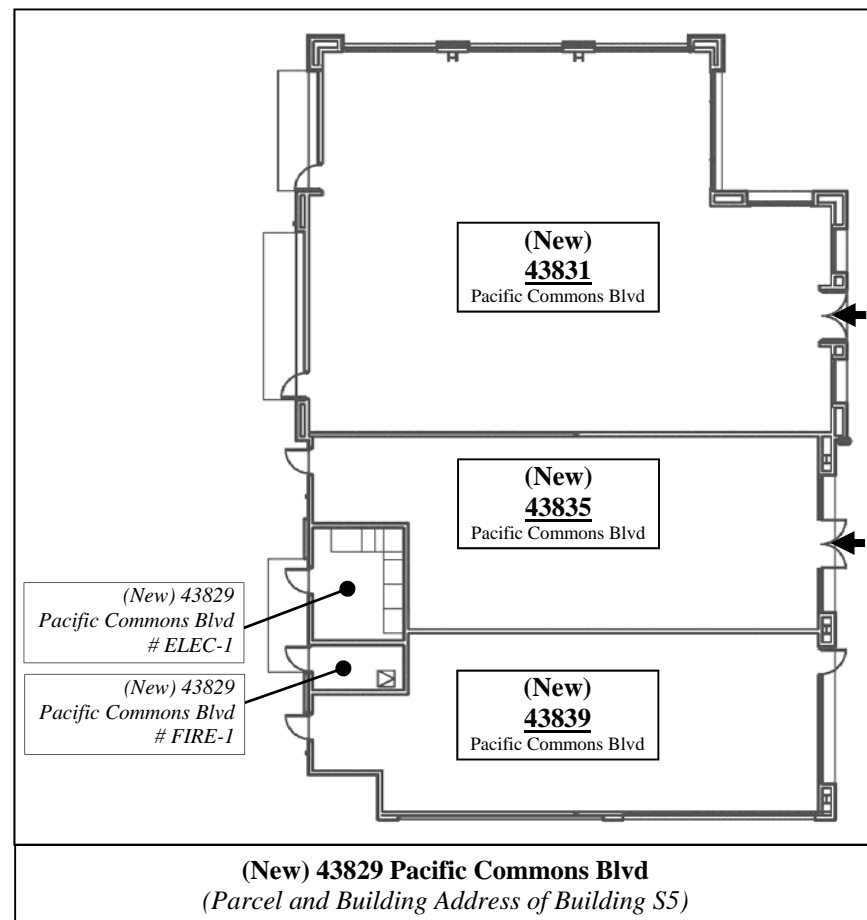 (New)
43831
Pacific Commons Blvd
(New)
43835
Pacific Commons Blvd
(New) 43829
Pacific Commons Blvd
# ELEC-1
(New) 43829
Pacific Commons Blvd
# FIRE-1
(New)
43839
Pacific Commons Blvd
(New) 43829 Pacific Commons Blvd
(Parcel and Building Address of Building S5)